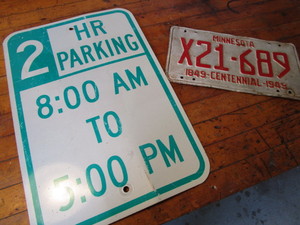 2 HR
PARKING
8:00 AM
TO
5:00 PM
MINNESOTA
X21-689
1849-CENTENNIAL-1949